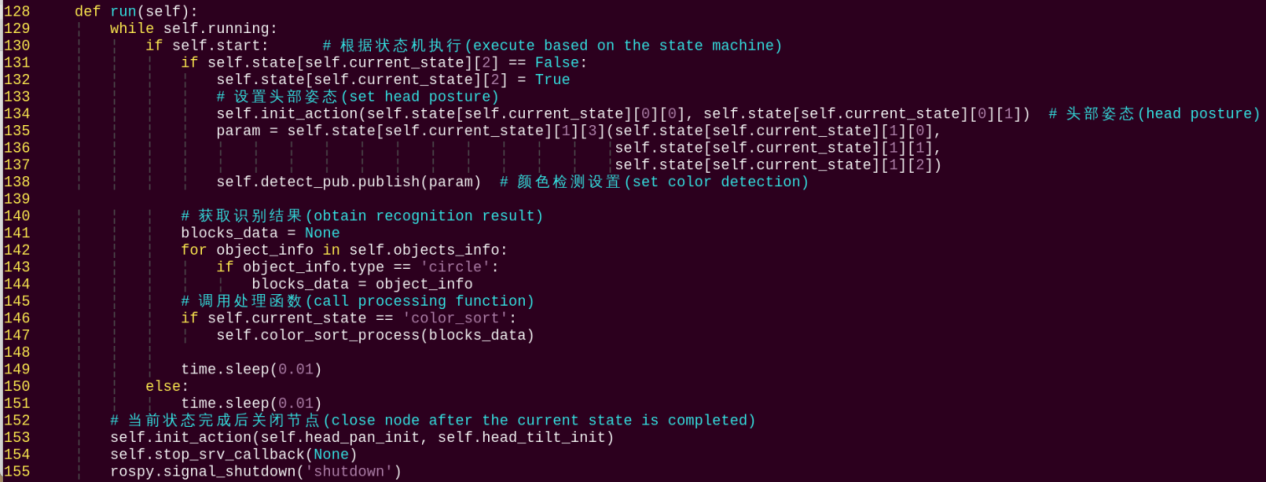 128     def run(self):
129         while self.running:
130             if self.start:      # 根据状态机执行(execute based on the state machine)
131                 if self.state[self.current_state][2] == False:
132                     self.state[self.current_state][2] = True
133                     # 设置头部姿态(set head posture)
134                     self.init_action(self.state[self.current_state][0][0], self.state[self.current_state][0][1])  # 头部姿态(head posture)
135                     param = self.state[self.current_state][1][3](self.state[self.current_state][1][0],
136                                                                  self.state[self.current_state][1][1],
137                                                                  self.state[self.current_state][1][2])
138                     self.detect_pub.publish(param)  # 颜色检测设置(set color detection)
139
140                 # 获取识别结果(obtain recognition result)
141                 blocks_data = None
142                 for object_info in self.objects_info:
143                     if object_info.type == 'circle':
144                         blocks_data = object_info
145                 # 调用处理函数(call processing function)
146                 if self.current_state == 'color_sort':
147                     self.color_sort_process(blocks_data)
148
149                 time.sleep(0.01)
150             else:
151                 time.sleep(0.01)
152         # 当前状态完成后关闭节点(close node after the current state is completed)
153         self.init_action(self.head_pan_init, self.head_tilt_init)
154         self.stop_srv_callback(None)
155         rospy.signal_shutdown('shutdown')